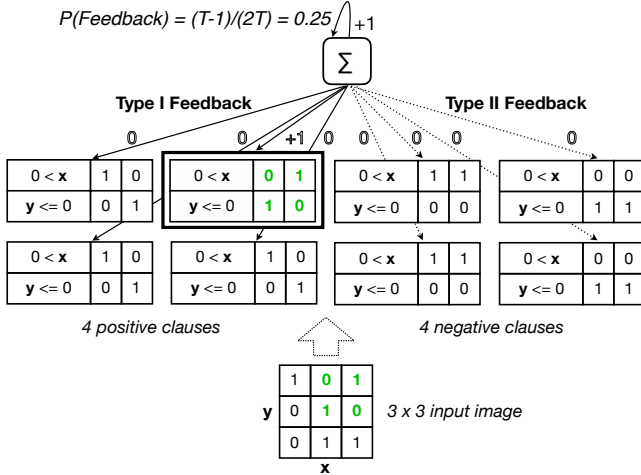 P(Feedback) = (T-1)/(2T) = 0.25
+1
∑
Type I Feedback
Type II Feedback
0 0 +1 0 0 0 0 0
0 < x 1 0
y <= 0 0 1
0 < x 0 1
y <= 0 1 0
0 < x 1 1
y <= 0 0 0
0 < x 0 0
y <= 0 1 1
0 < x 1 0
y <= 0 0 1
0 < x 1 0
y <= 0 0 1
0 < x 1 1
y <= 0 0 0
0 < x 0 0
y <= 0 1 1
4 positive clauses
4 negative clauses
1 0 1
y 0 1 0
3 x 3 input image
0 1 1
x